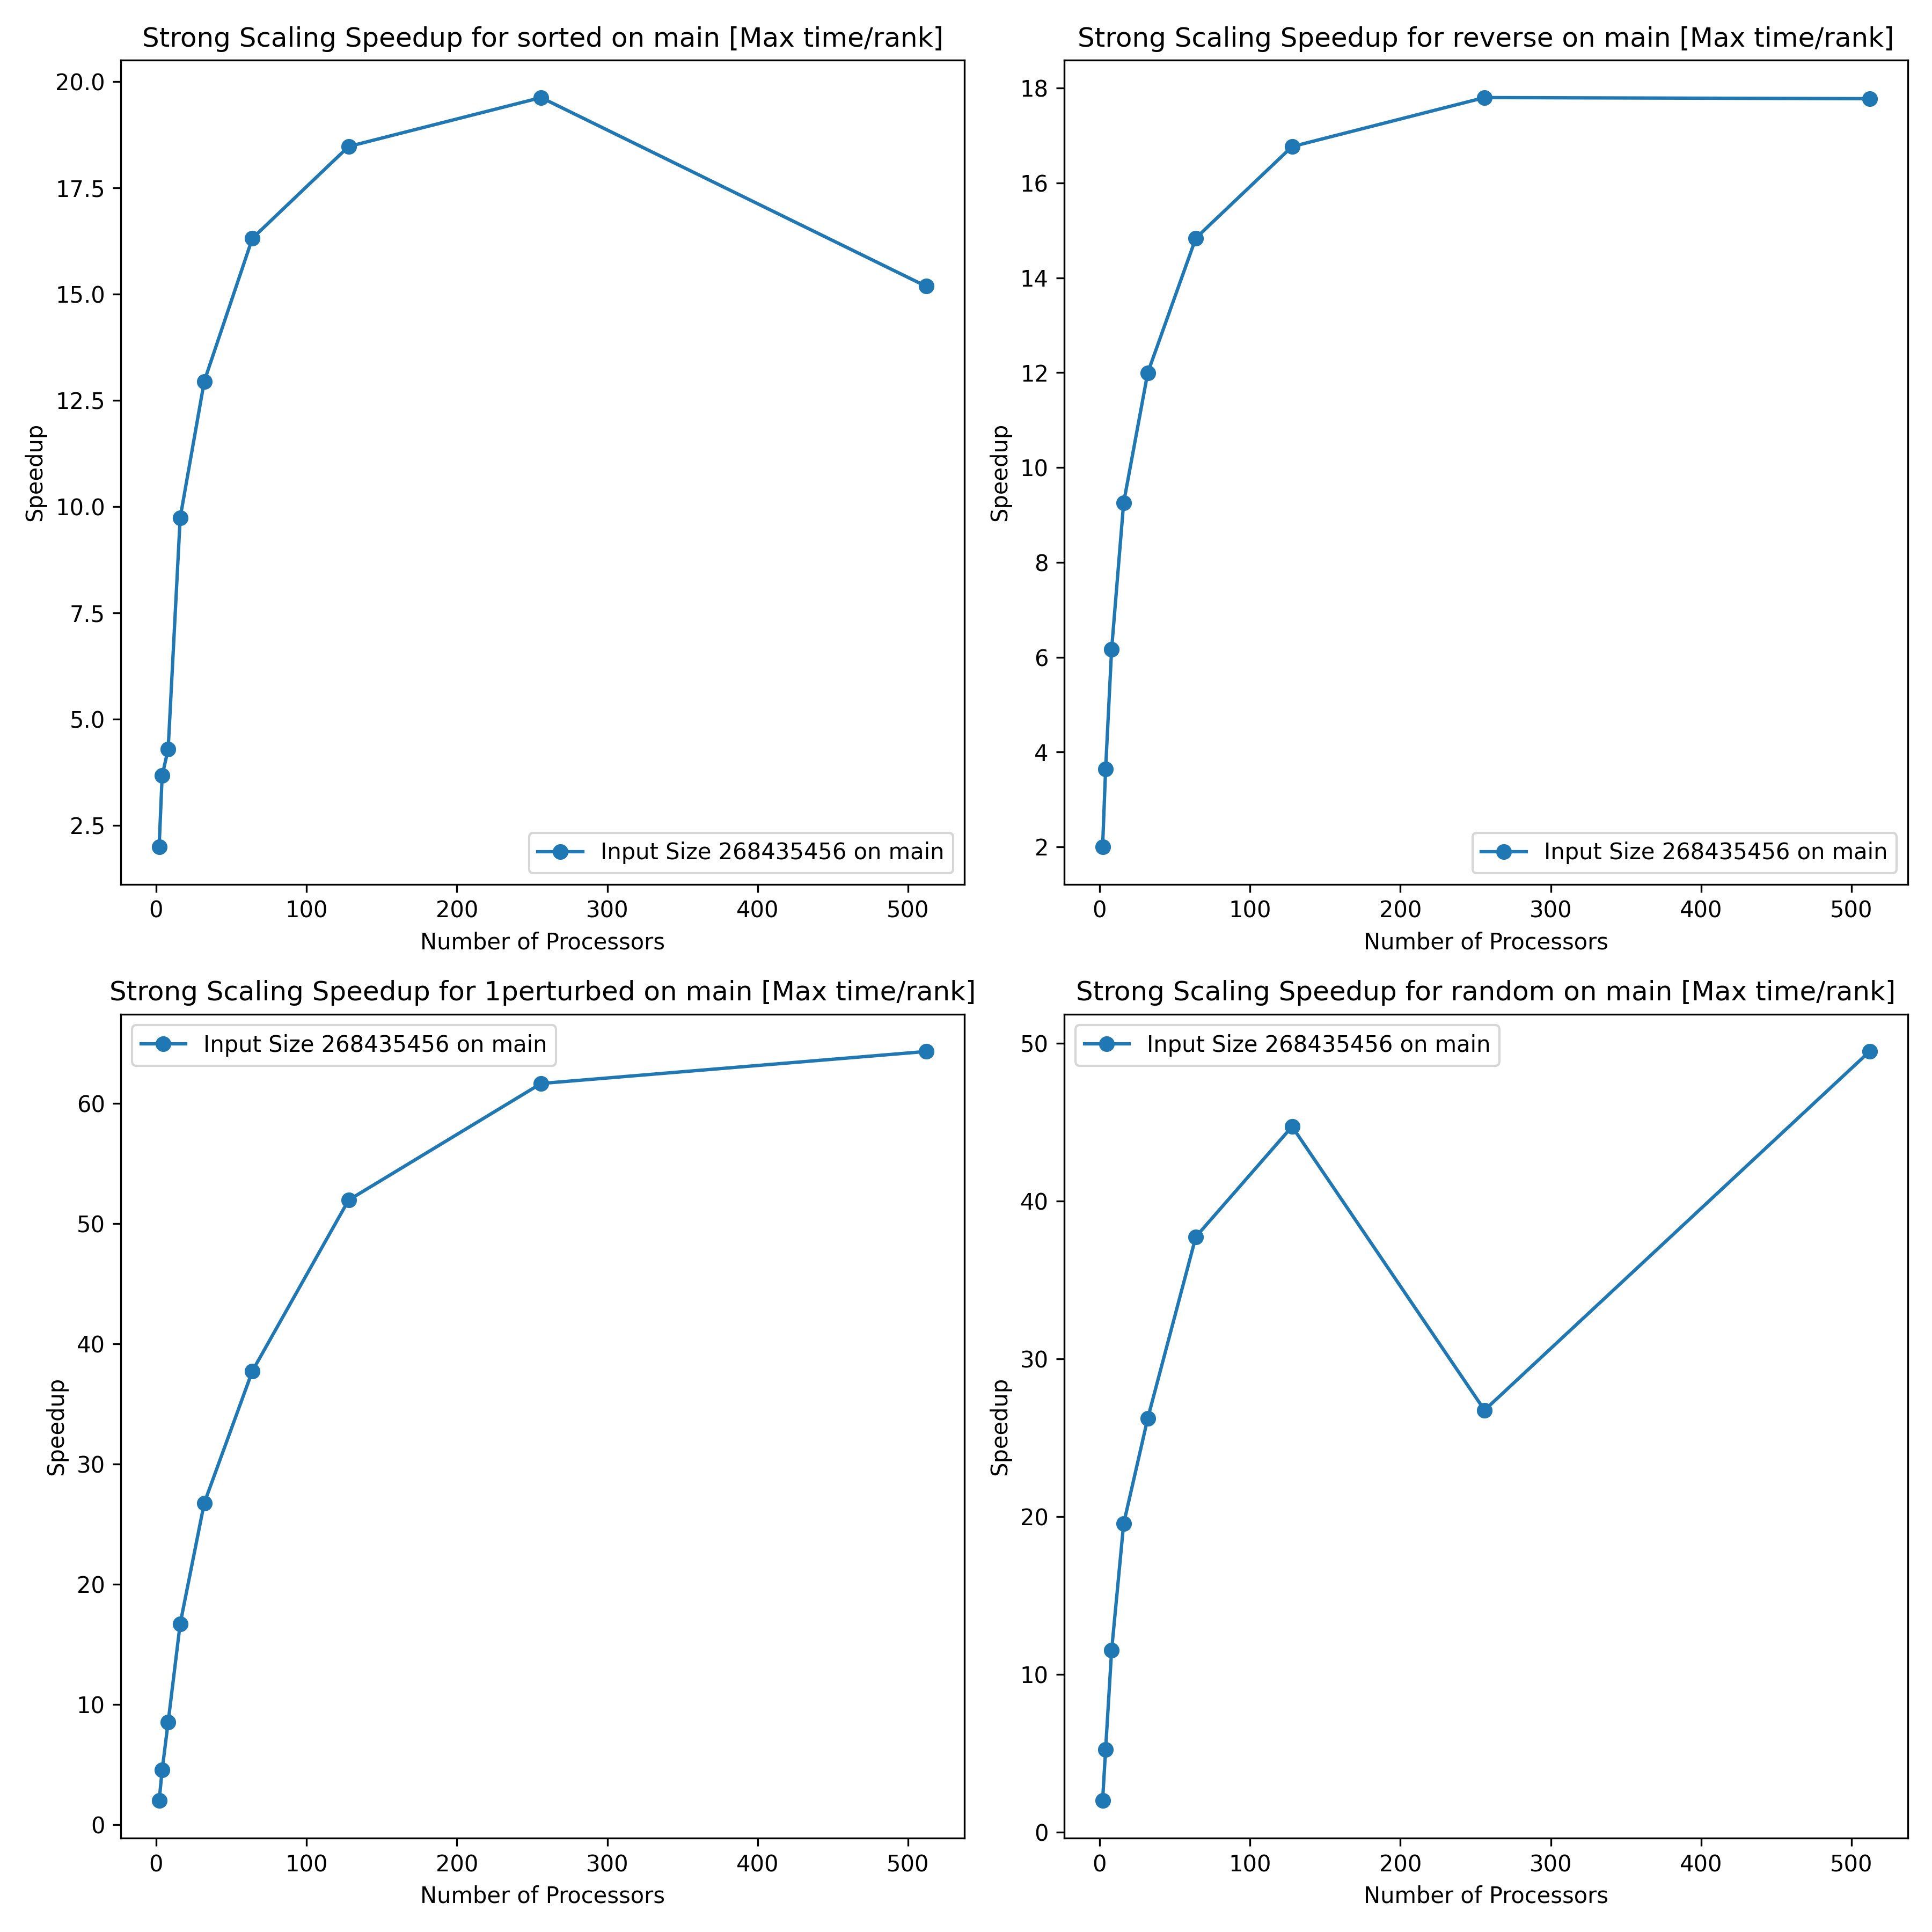 Strong Scaling Speedup for sorted on main [Max time/rank]
20.0
17.5
15.0
12.5
10.0
7.5
5.0
2.5
Speedup
Input Size 268435456 on main
0 100 200 300 400 500
Number of Processors
Strong Scaling Speedup for reverse on main [Max time/rank]
18
16
14
12
10
8
6
4
2
Speedup
Input Size 268435456 on main
0 100 200 300 400 500
Number of Processors
Strong Scaling Speedup for 1perturbed on main [Max time/rank]
Input Size 268435456 on main
60
50
40
30
20
10
0
Speedup
0 100 200 300 400 500
Number of Processors
Strong Scaling Speedup for random on main [Max time/rank]
Input Size 268435456 on main
50
40
30
20
10
0
Speedup
0 100 200 300 400 500
Number of Processors